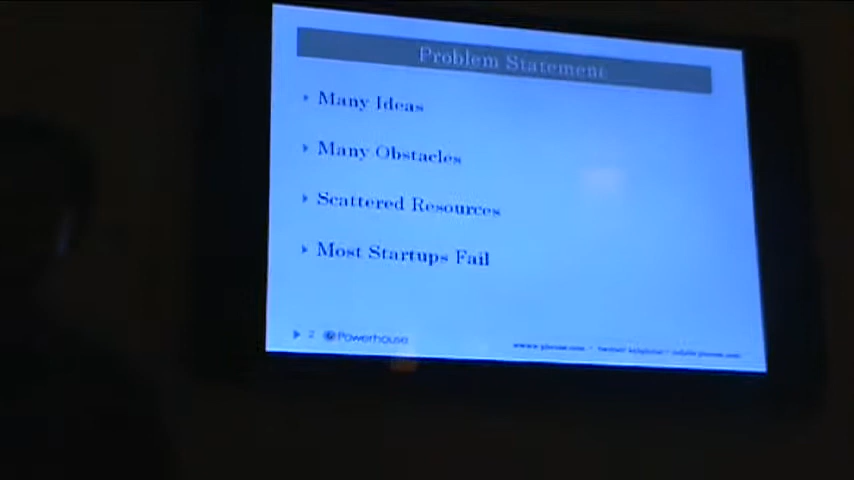 Problem Statement
Many Ideas
Many Obstacles
Scattered Resources
Most Startups Fail
2 Powerhouse